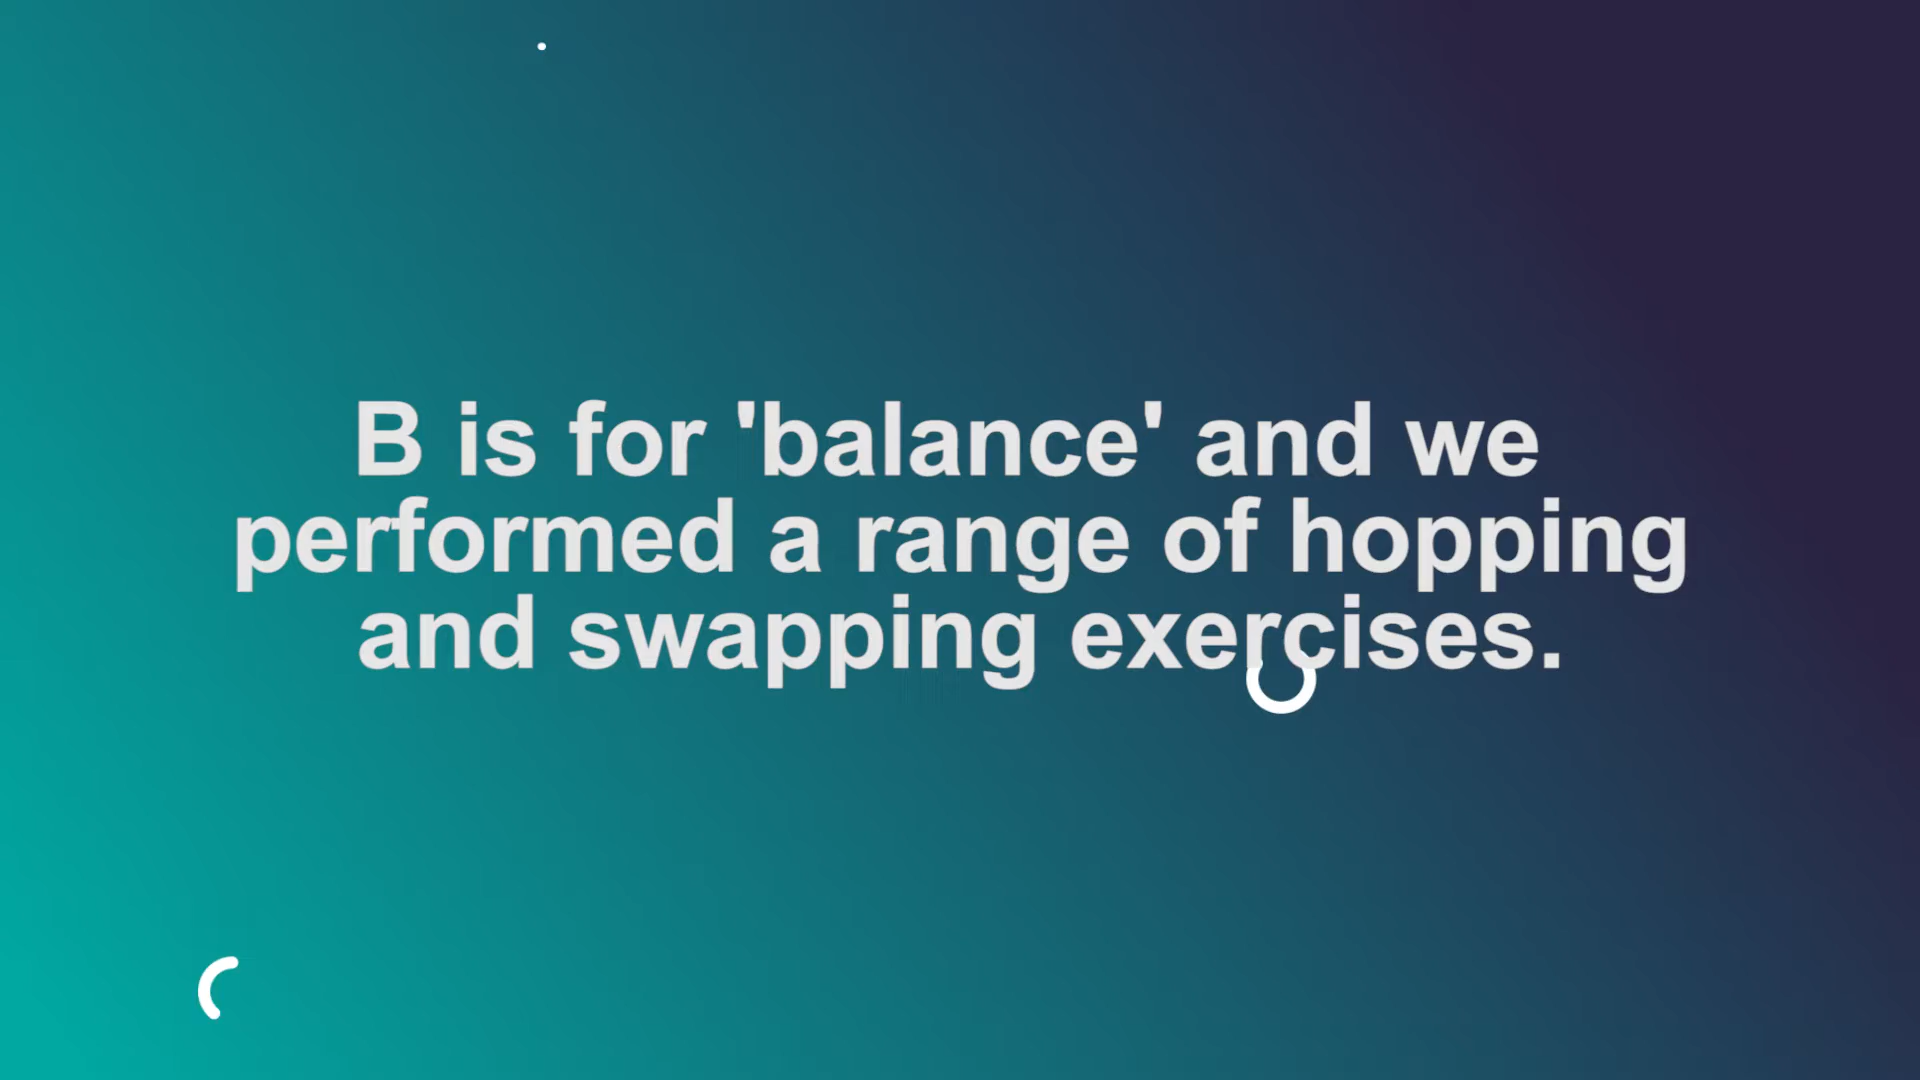 B is for 'balance' and we
performed a range of hopping
and swapping exercises.